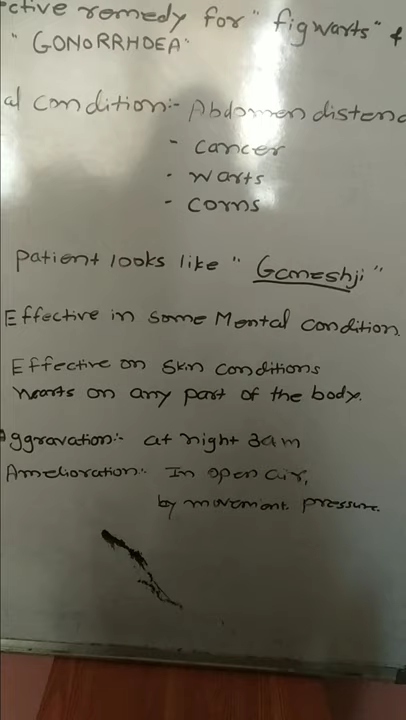 ctive remedy for "figwarts" &
"GONORRHOEA"
al condition:- Abdomen distend
- cancer
- warts
- corns
patient looks like "Ganeshji"
Effective in some Mental condition.
Effective on skin conditions
warts on any part of the body.
Aggravation:- at night 3am
Amelioration:- In open air,
by movement. pressure.